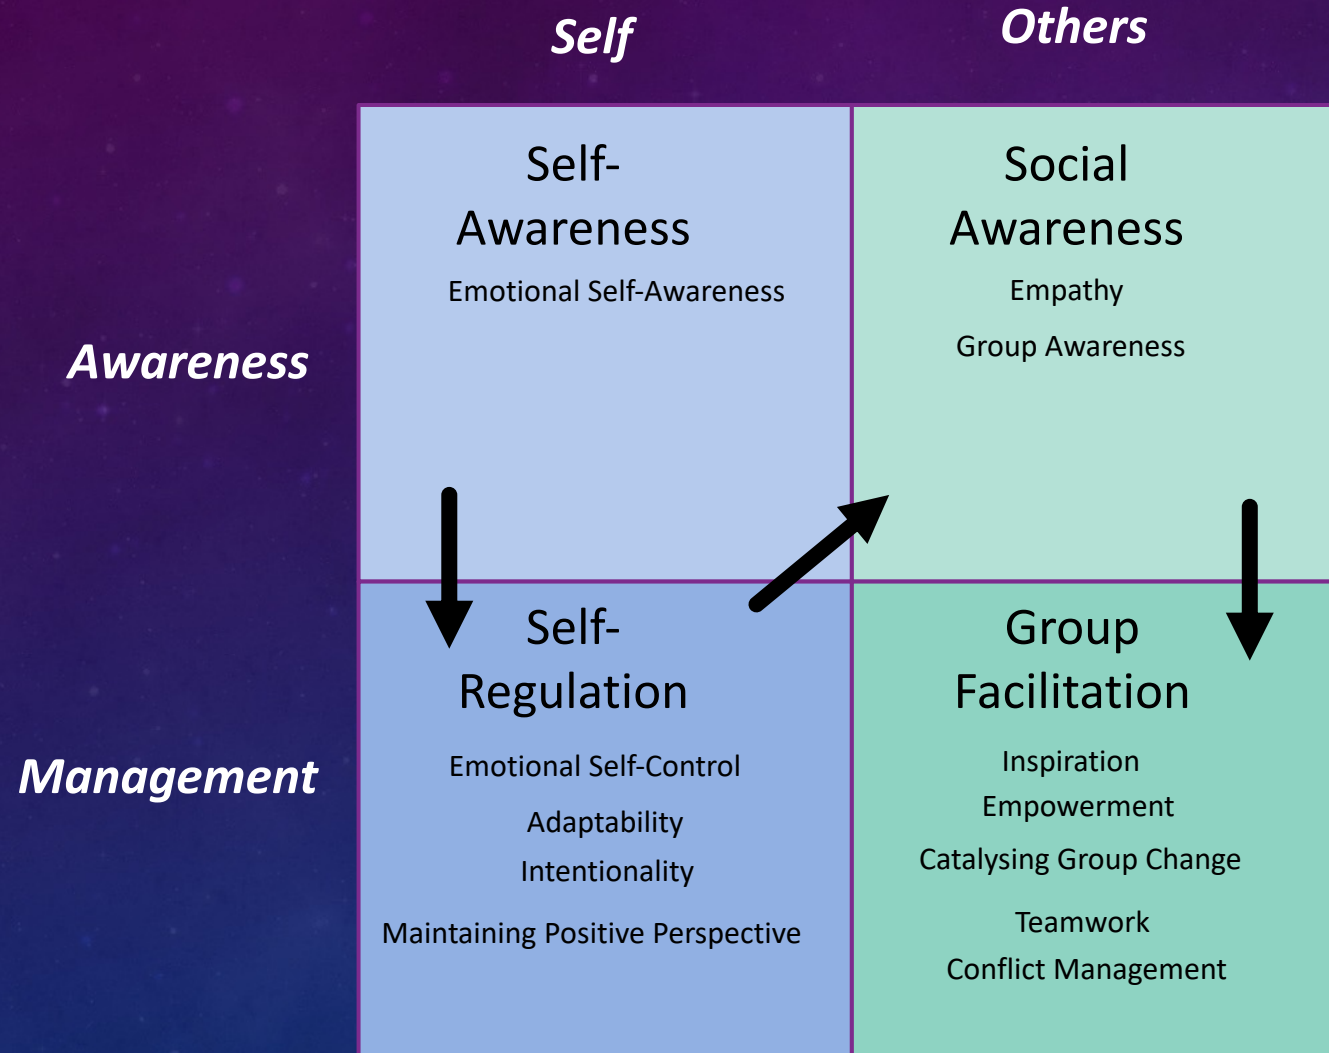 Self
Others
Awareness
Self-
Awareness
Emotional Self-Awareness
Social
Awareness
Empathy
Group Awareness
Management
Self-
Regulation
Emotional Self-Control
Adaptability
Intentionality
Maintaining Positive Perspective
Group
Facilitation
Inspiration
Empowerment
Catalysing Group Change
Teamwork
Conflict Management